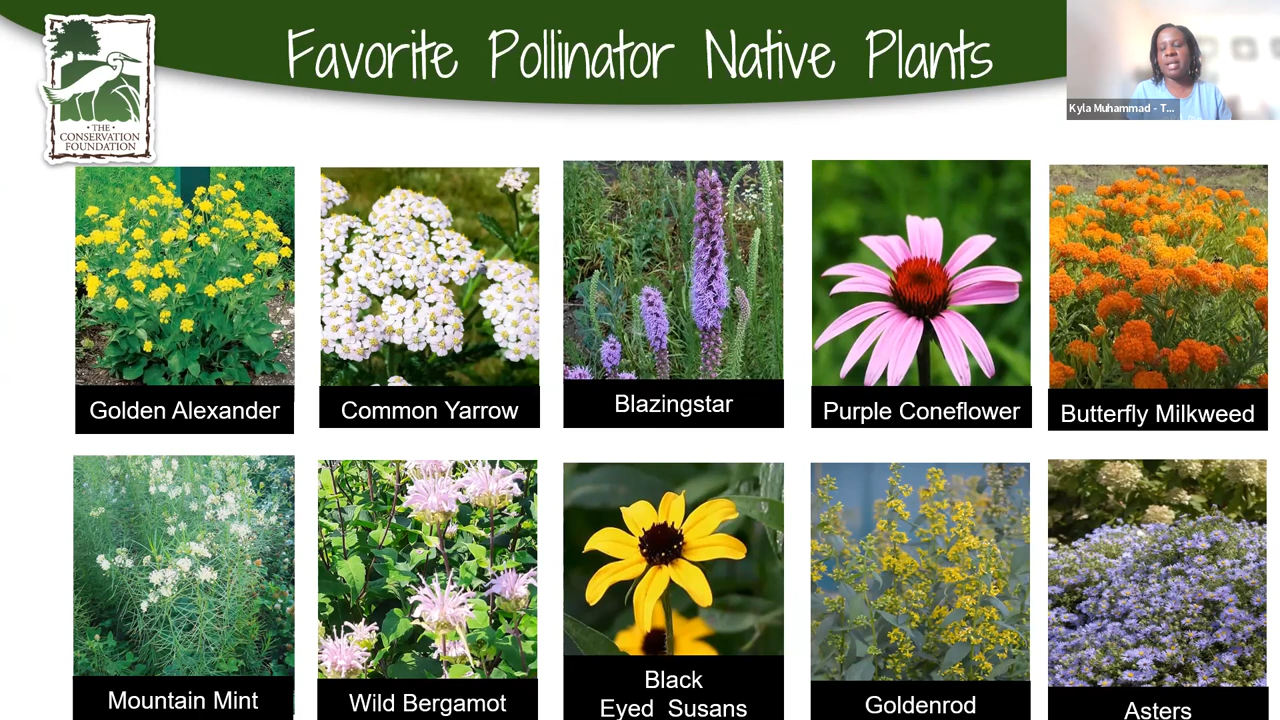 Favorite Pollinator Native Plants
Kyla Muhammad - T...
• THE •
CONSERVATION
FOUNDATION
Golden Alexander
Common Yarrow
Blazingstar
Purple Coneflower
Butterfly Milkweed
Mountain Mint
Wild Bergamot
Black
Eyed Susans
Goldenrod
Asters